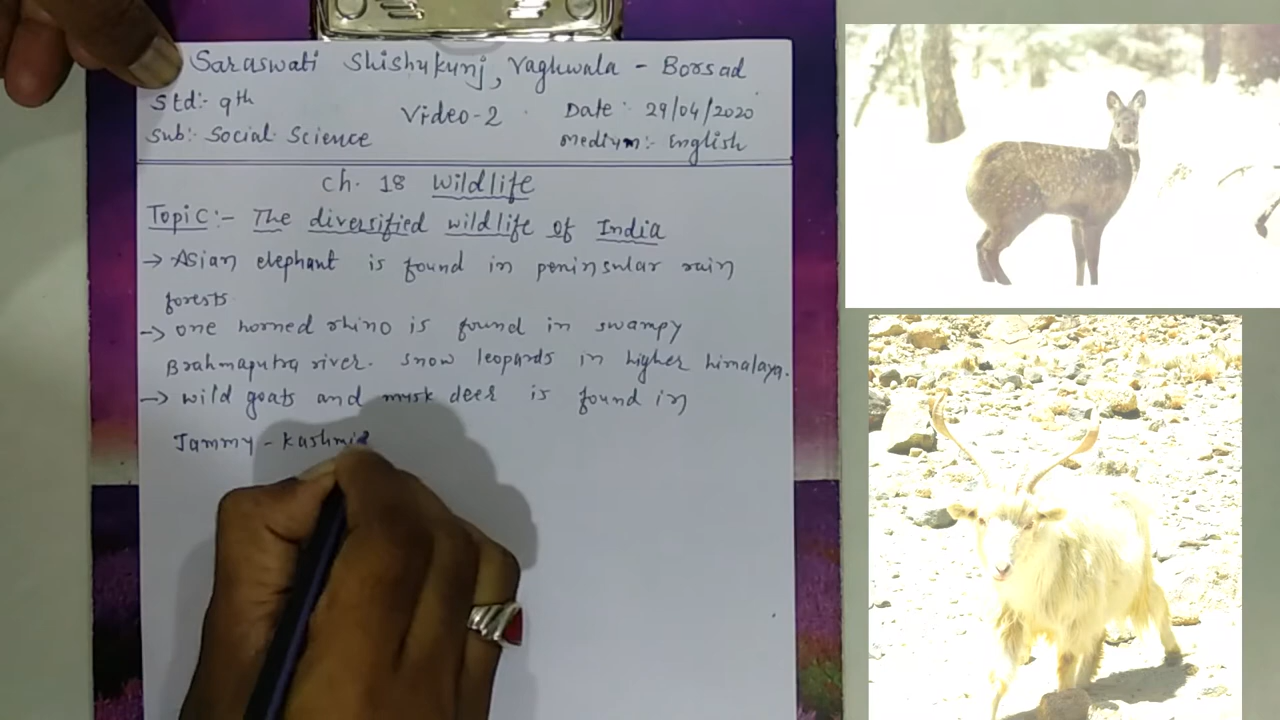 Saraswati Shishukunj, Vaghwala - Borsad
Std:- 9th
Video-2
Date: 29/04/2020
Sub:- Social Science
Medium:- English
Ch. 18 Wildlife
Topic:- The diversified wildlife of India
→ Asian elephant is found in peninsular rain
forests
→ one horned rhino is found in swampy
Brahmaputra river. snow leopards in higher himalaya.
→ wild goats and musk deer is found in
Jammu - Kashmir